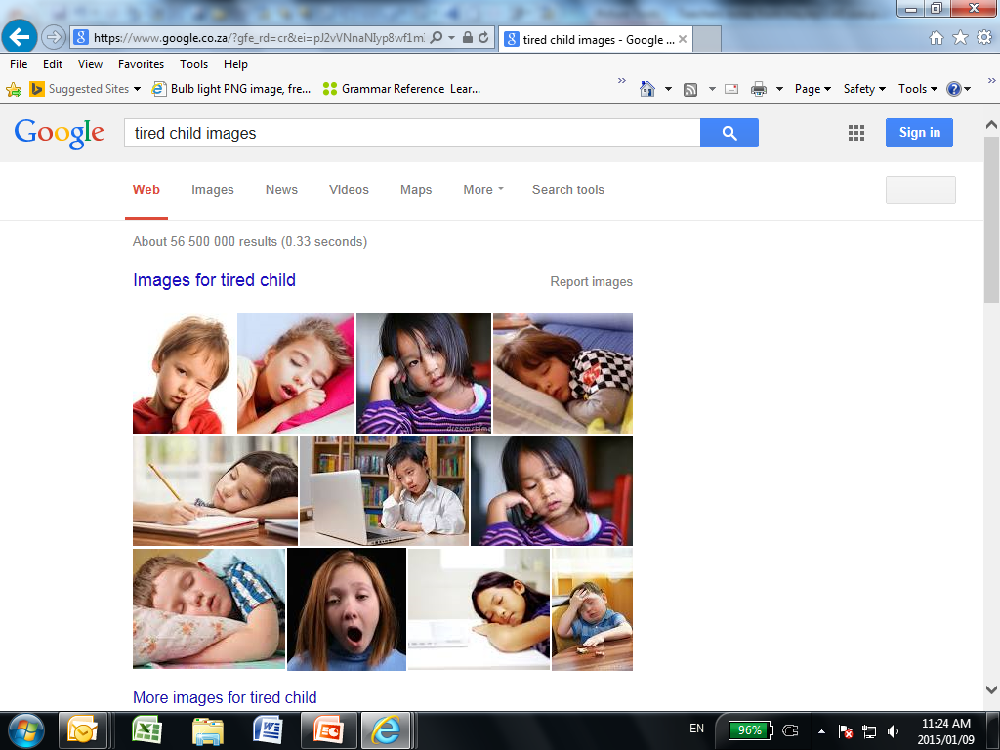 https://www.google.co.za/?gfe_rd=cr&ei=pJ2vVNnaNIyp8wf1m
tired child images - Google ...
File Edit View Favorites Tools Help
Suggested Sites Bulb light PNG image, fre... Grammar Reference Lear... Page Safety Tools
Google tired child images Sign in
Web Images News Videos Maps More Search tools
About 56 500 000 results (0.33 seconds)
Images for tired child Report images
dreamstime
More images for tired child
EN 96% 11:24 AM
2015/01/09